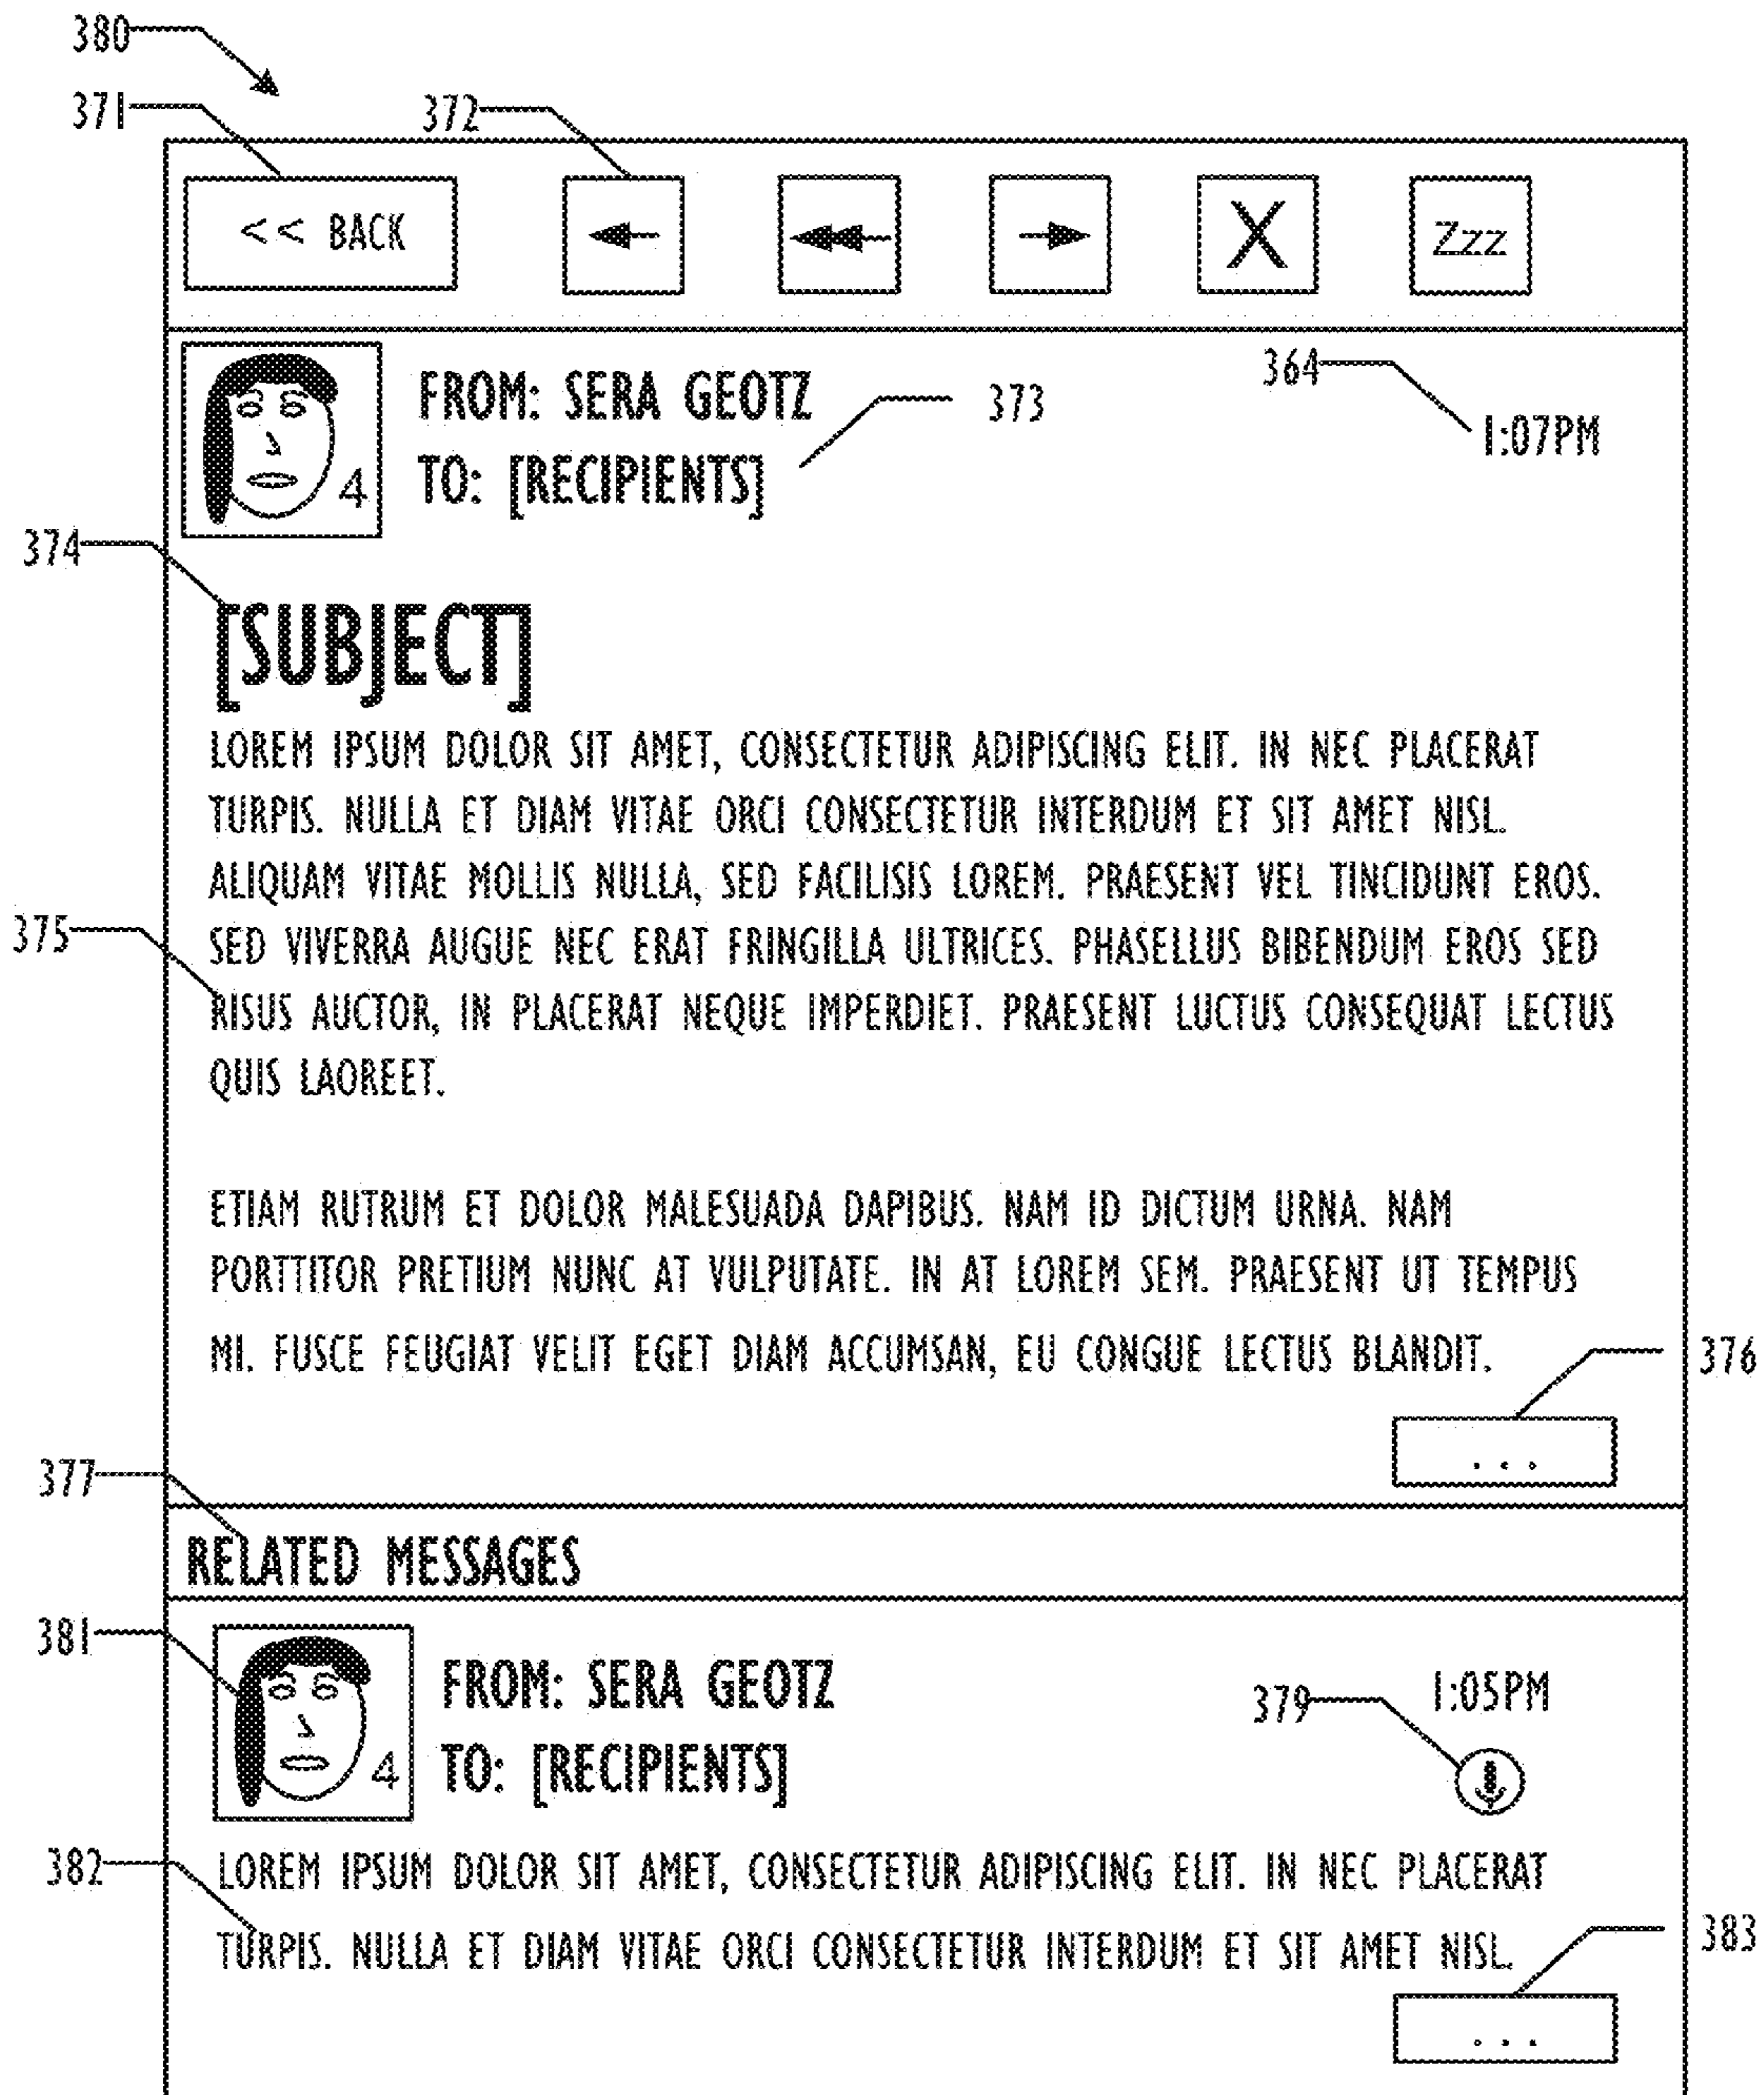 380
371
372
<< BACK
X
Zzz
FROM: SERA GEOTZ
373
364
1:07PM
TO: [RECIPIENTS]
4
374
[SUBJECT]
LOREM IPSUM DOLOR SIT AMET, CONSECTETUR ADIPISCING ELIT. IN NEC PLACERAT
TURPIS. NULLA ET DIAM VITAE ORCI CONSECTETUR INTERDUM ET SIT AMET NISL.
ALIQUAM VITAE MOLLIS NULLA, SED FACILISIS LOREM. PRAESENT VEL TINCIDUNT EROS.
375
SED VIVERRA AUGUE NEC ERAT FRINGILLA ULTRICES. PHASELLUS BIBENDUM EROS SED
RISUS AUCTOR, IN PLACERAT NEQUE IMPERDIET. PRAESENT LUCTUS CONSEQUAT LECTUS
QUIS LAOREET.
ETIAM RUTRUM ET DOLOR MALESUADA DAPIBUS. NAM ID DICTUM URNA. NAM
PORTTITOR PRETIUM NUNC AT VULPUTATE. IN AT LOREM SEM. PRAESENT UT TEMPUS
MI. FUSCE FEUGIAT VELIT EGET DIAM ACCUMSAN, EU CONGUE LECTUS BLANDIT.
376
. . .
377
RELATED MESSAGES
381
FROM: SERA GEOTZ
379
1:05PM
TO: [RECIPIENTS]
4
382
LOREM IPSUM DOLOR SIT AMET, CONSECTETUR ADIPISCING ELIT. IN NEC PLACERAT
TURPIS. NULLA ET DIAM VITAE ORCI CONSECTETUR INTERDUM ET SIT AMET NISL.
383
. . .